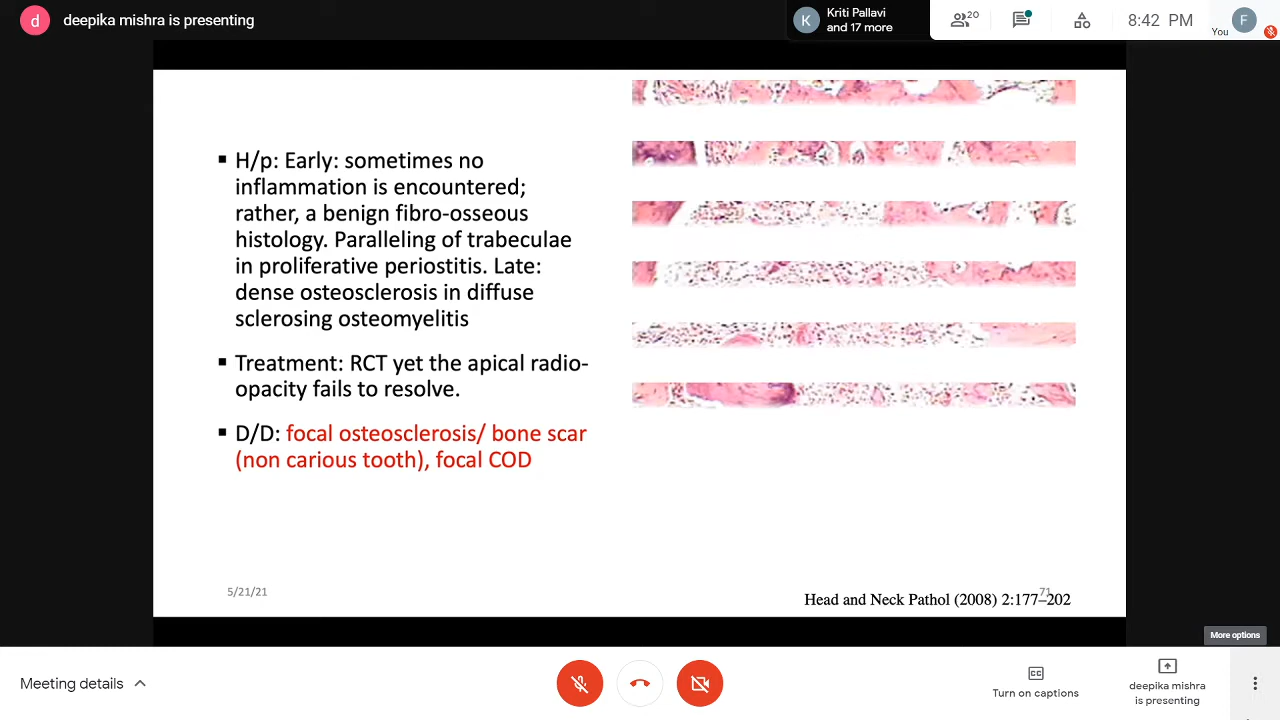 d deepika mishra is presenting
K Kriti Pallavi
and 17 more
20
8:42 PM
You
F
▪ H/p: Early: sometimes no
inflammation is encountered;
rather, a benign fibro-osseous
histology. Paralleling of trabeculae
in proliferative periostitis. Late:
dense osteosclerosis in diffuse
sclerosing osteomyelitis
▪ Treatment: RCT yet the apical radio-
opacity fails to resolve.
▪ D/D: focal osteosclerosis/ bone scar
(non carious tooth), focal COD
5/21/21
71
Head and Neck Pathol (2008) 2:177–202
More options
Meeting details
CC
Turn on captions
deepika mishra
is presenting